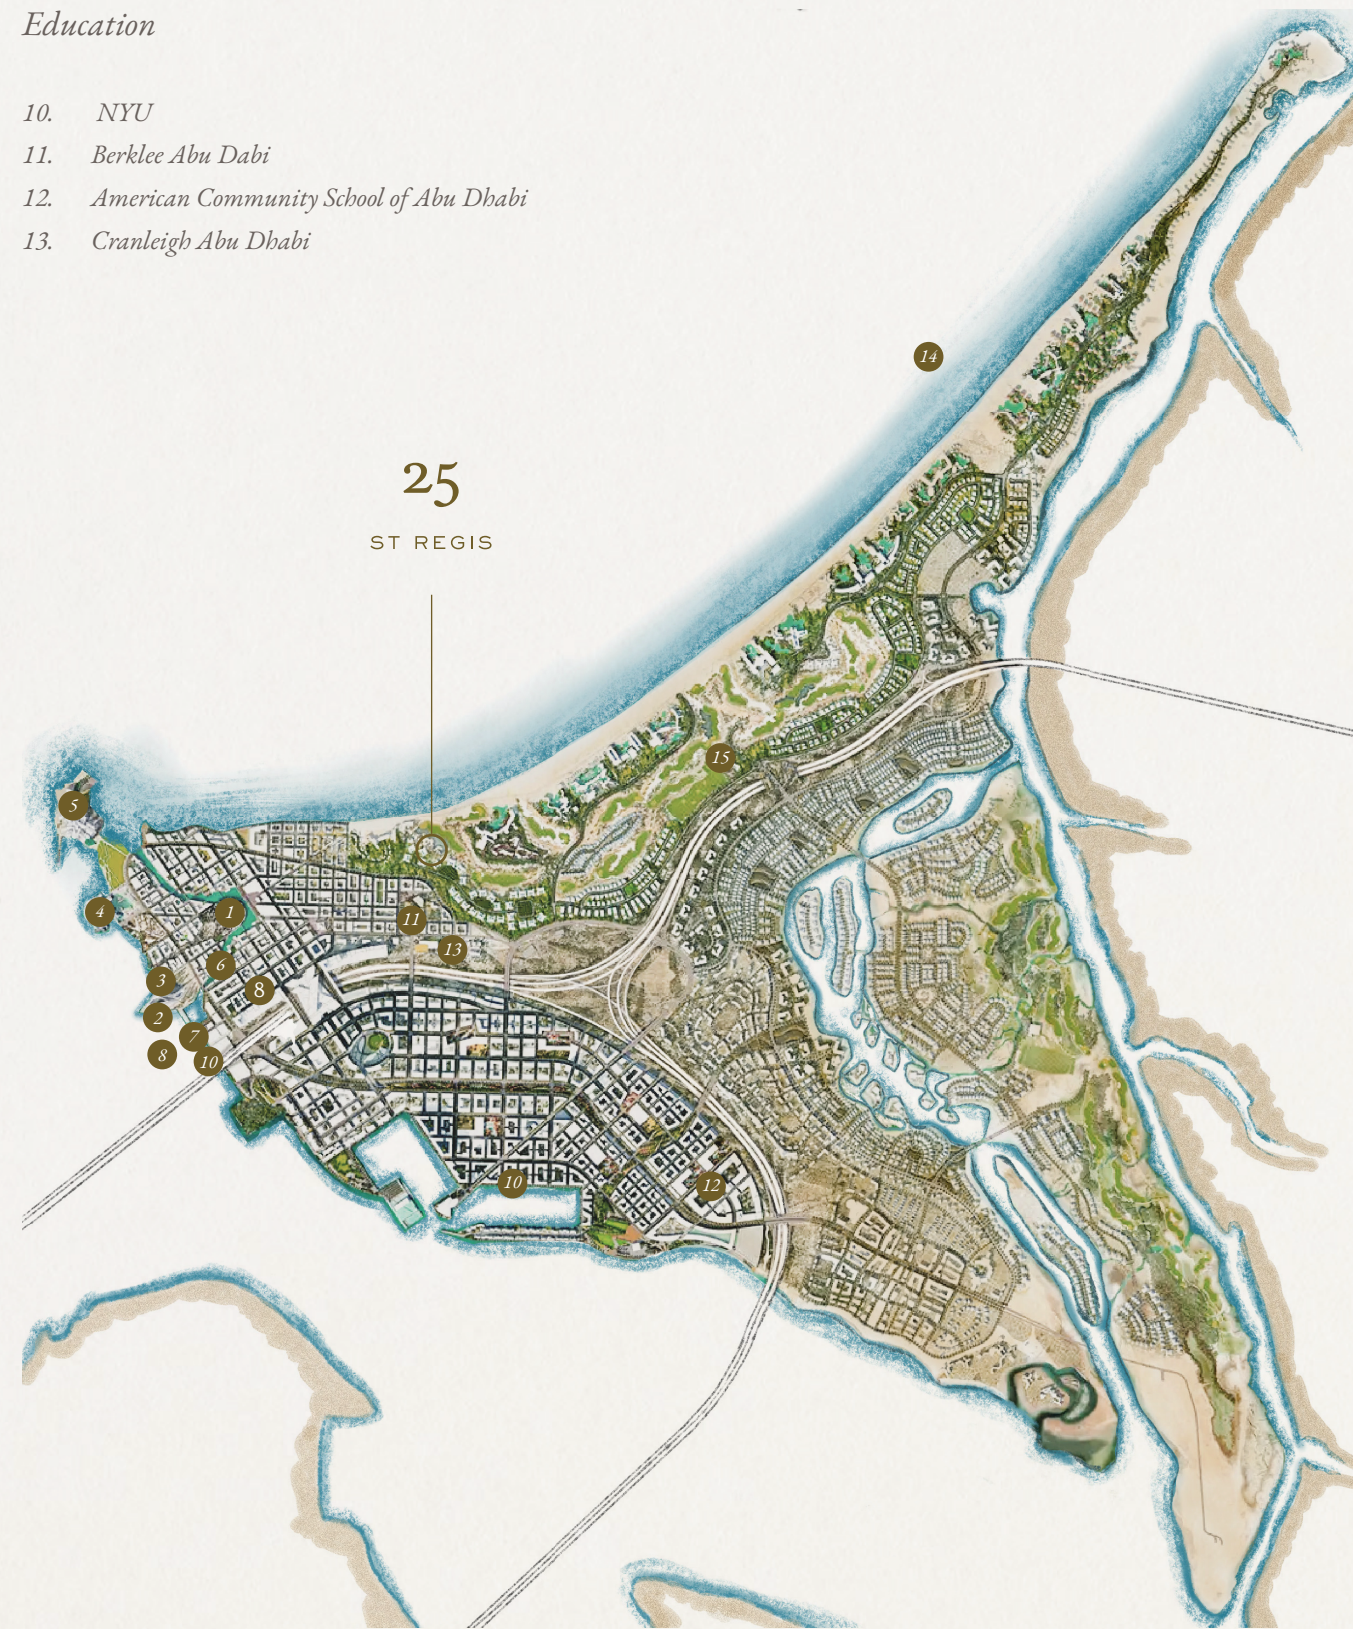 Education
10. NYU
11. Berklee Abu Dabi
12. American Community School of Abu Dhabi
13. Cranleigh Abu Dhabi
14
25
ST REGIS
15
5
4
1
11
13
6
3
8
2
7
8
10
10
12